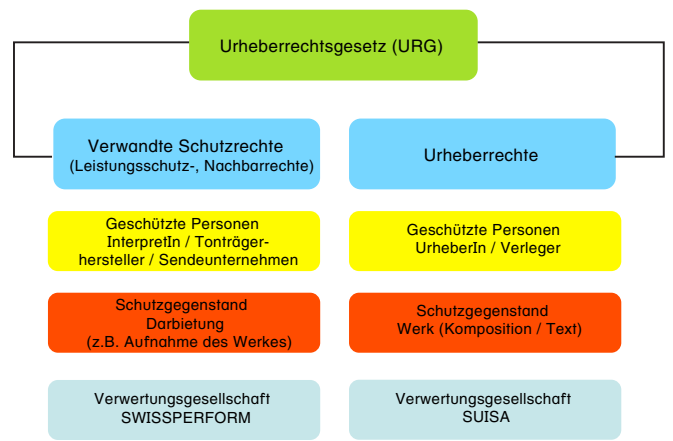 Urheberrechtsgesetz (URG)
Verwandte Schutzrechte
(Leistungsschutz-, Nachbarrechte)
Urheberrechte
Geschützte Personen
InterpretIn / Tonträger-
hersteller / Sendeunternehmen
Geschützte Personen
UrheberIn / Verleger
Schutzgegenstand
Darbietung
(z.B. Aufnahme des Werkes)
Schutzgegenstand
Werk (Komposition / Text)
Verwertungsgesellschaft
SWISSPERFORM
Verwertungsgesellschaft
SUISA